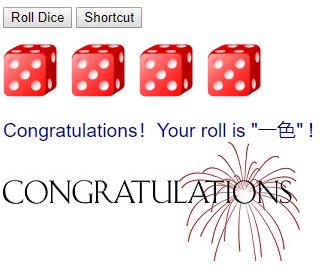 Roll Dice Shortcut
Congratulations！Your roll is "一色"！
CONGRATULATIONS